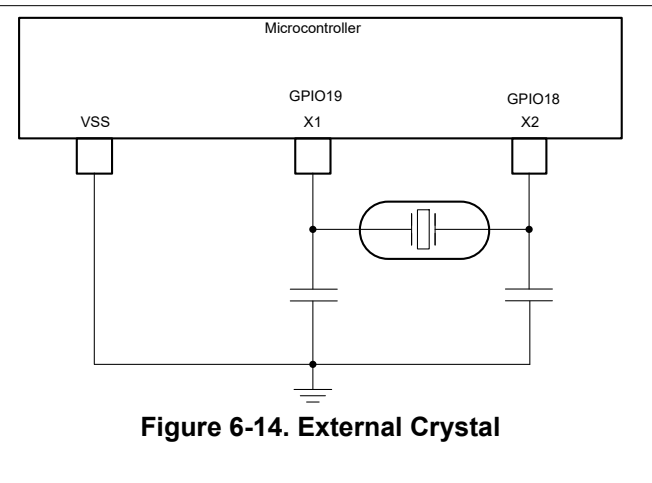 Microcontroller
GPIO19
GPIO18
VSS
X1
X2
Figure 6-14. External Crystal